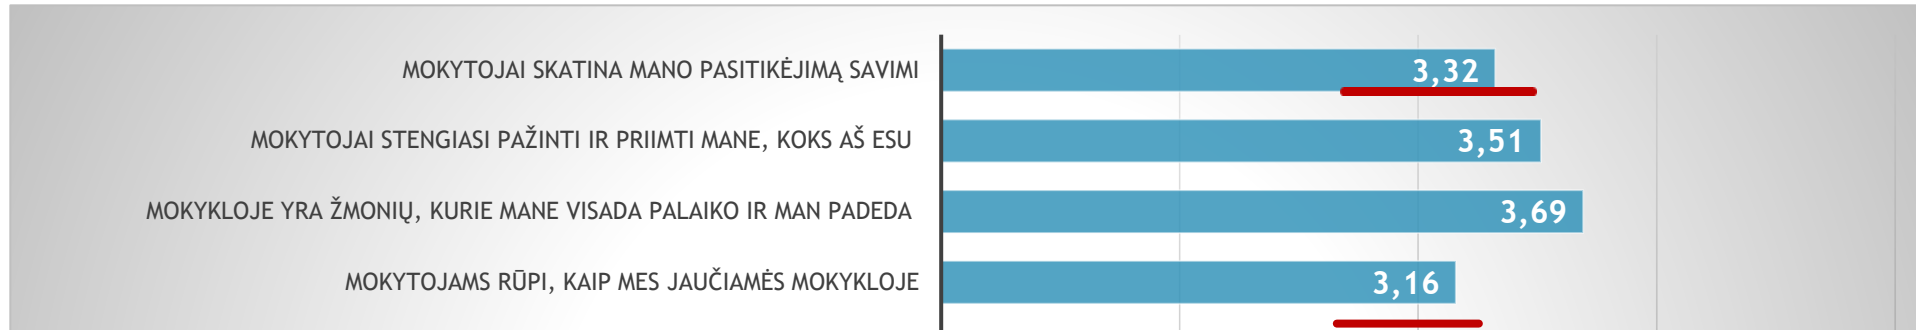 MOKYTOJAI SKATINA MANO PASITIKĖJIMĄ SAVIMI 3,32
MOKYTOJAI STENGIASI PAŽINTI IR PRIIMTI MANE, KOKS AŠ ESU 3,51
MOKYKLOJE YRA ŽMONIŲ, KURIE MANE VISADA PALAIKO IR MAN PADEDA 3,69
MOKYTOJAMS RŪPI, KAIP MES JAUČIAMĖS MOKYKLOJE 3,16